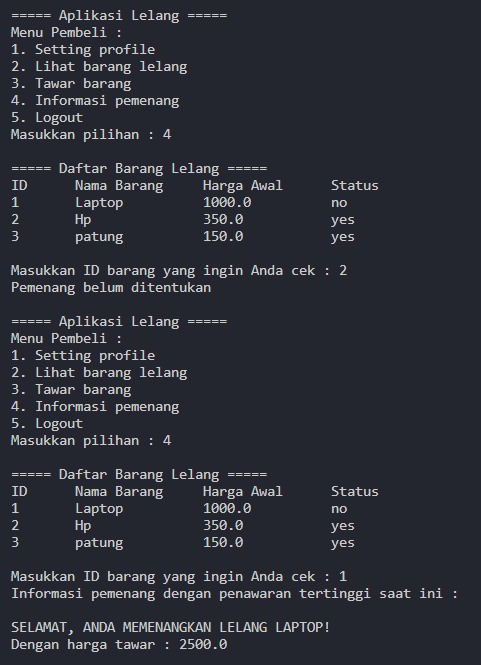 ===== Aplikasi Lelang =====
Menu Pembeli :
1. Setting profile
2. Lihat barang lelang
3. Tawar barang
4. Informasi pemenang
5. Logout
Masukkan pilihan : 4

===== Daftar Barang Lelang =====
ID      Nama Barang     Harga Awal      Status
1       Laptop          1000.0          no
2       Hp              350.0           yes
3       patung          150.0           yes

Masukkan ID barang yang ingin Anda cek : 2
Pemenang belum ditentukan

===== Aplikasi Lelang =====
Menu Pembeli :
1. Setting profile
2. Lihat barang lelang
3. Tawar barang
4. Informasi pemenang
5. Logout
Masukkan pilihan : 4

===== Daftar Barang Lelang =====
ID      Nama Barang     Harga Awal      Status
1       Laptop          1000.0          no
2       Hp              350.0           yes
3       patung          150.0           yes

Masukkan ID barang yang ingin Anda cek : 1
Informasi pemenang dengan penawaran tertinggi saat ini :

SELAMAT, ANDA MEMENANGKAN LELANG LAPTOP!
Dengan harga tawar : 2500.0